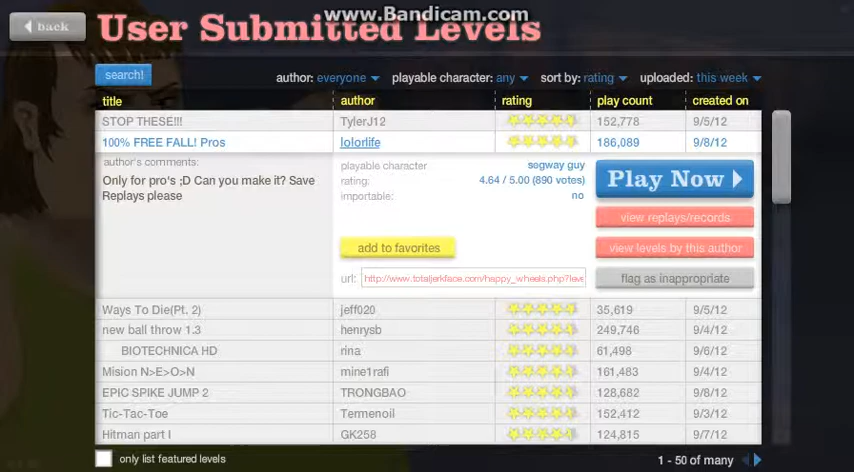 www.Bandicam.com
back
User Submitted Levels
search!
author: everyone playable character: any sort by: rating uploaded: this week
title author rating play count created on
STOP THESE!!! TylerJ12 152,778 9/5/12
100% FREE FALL! Pros lolorlife 186,089 9/8/12
author's comments:
Only for pro's ;D Can you make it? Save
Replays please
playable character segway guy
rating: 4.64 / 5.00 (890 votes)
importable: no
Play Now
view replays/records
add to favorites
view levels by this author
url: http://www.totaljerkface.com/happy_wheels.php?leve
flag as inappropriate
Ways To Die(Pt. 2) jeff020 35,619 9/5/12
new ball throw 1.3 henrysb 249,746 9/4/12
BIOTECHNICA HD rina 61,498 9/6/12
Mision N>E>O>N mine1rafi 161,483 9/4/12
EPIC SPIKE JUMP 2 TRONGBAO 128,682 9/8/12
Tic-Tac-Toe Termenoil 152,412 9/3/12
Hitman part I GK258 124,815 9/7/12
only list featured levels
1 - 50 of many